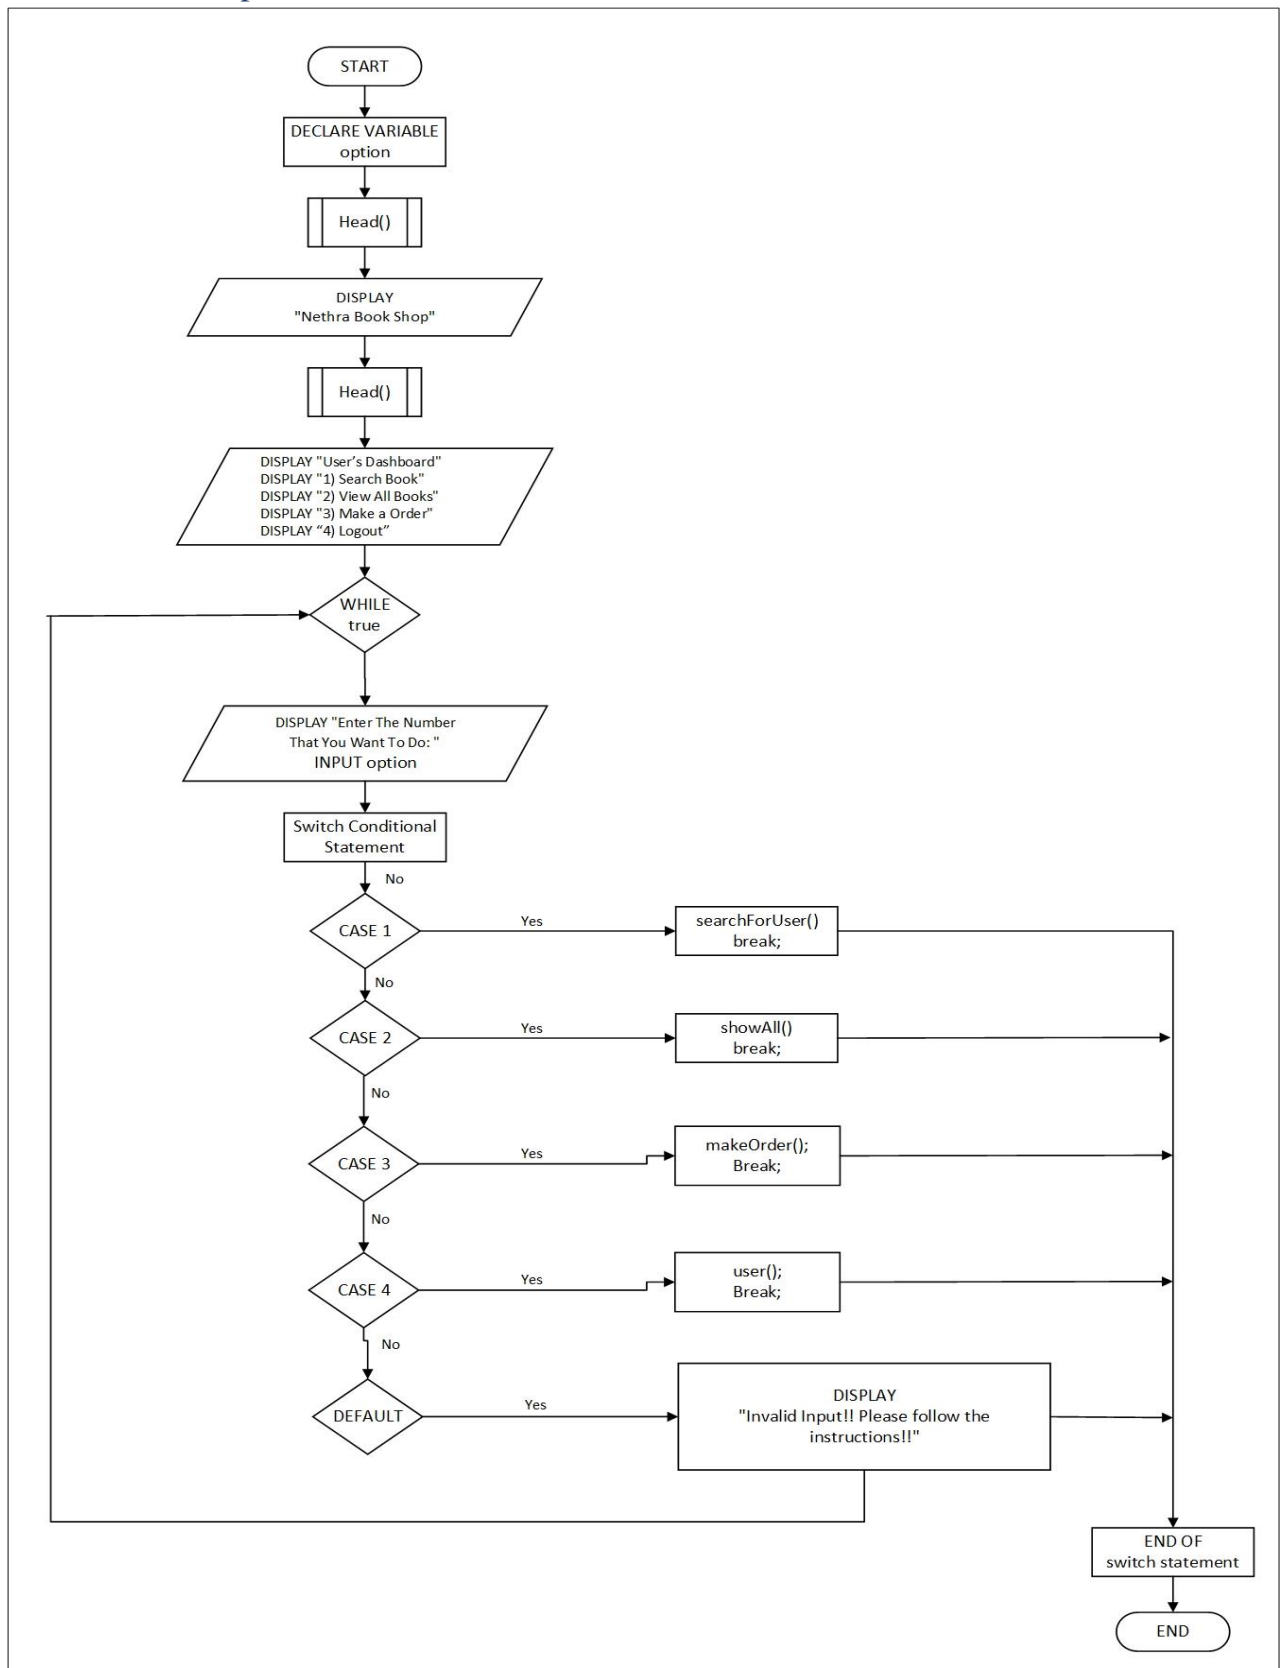 START
DECLARE VARIABLE
option
Head()
DISPLAY
"Nethra Book Shop"
Head()
DISPLAY "User’s Dashboard"
DISPLAY "1) Search Book"
DISPLAY "2) View All Books"
DISPLAY "3) Make a Order"
DISPLAY “4) Logout”
WHILE
true
DISPLAY "Enter The Number
That You Want To Do: "
INPUT option
Switch Conditional
Statement
No
CASE 1
Yes
searchForUser()
break;
No
CASE 2
Yes
showAll()
break;
No
CASE 3
Yes
makeOrder();
Break;
No
CASE 4
Yes
user();
Break;
No
DEFAULT
Yes
DISPLAY
"Invalid Input!! Please follow the
instructions!!"
END OF
switch statement
END